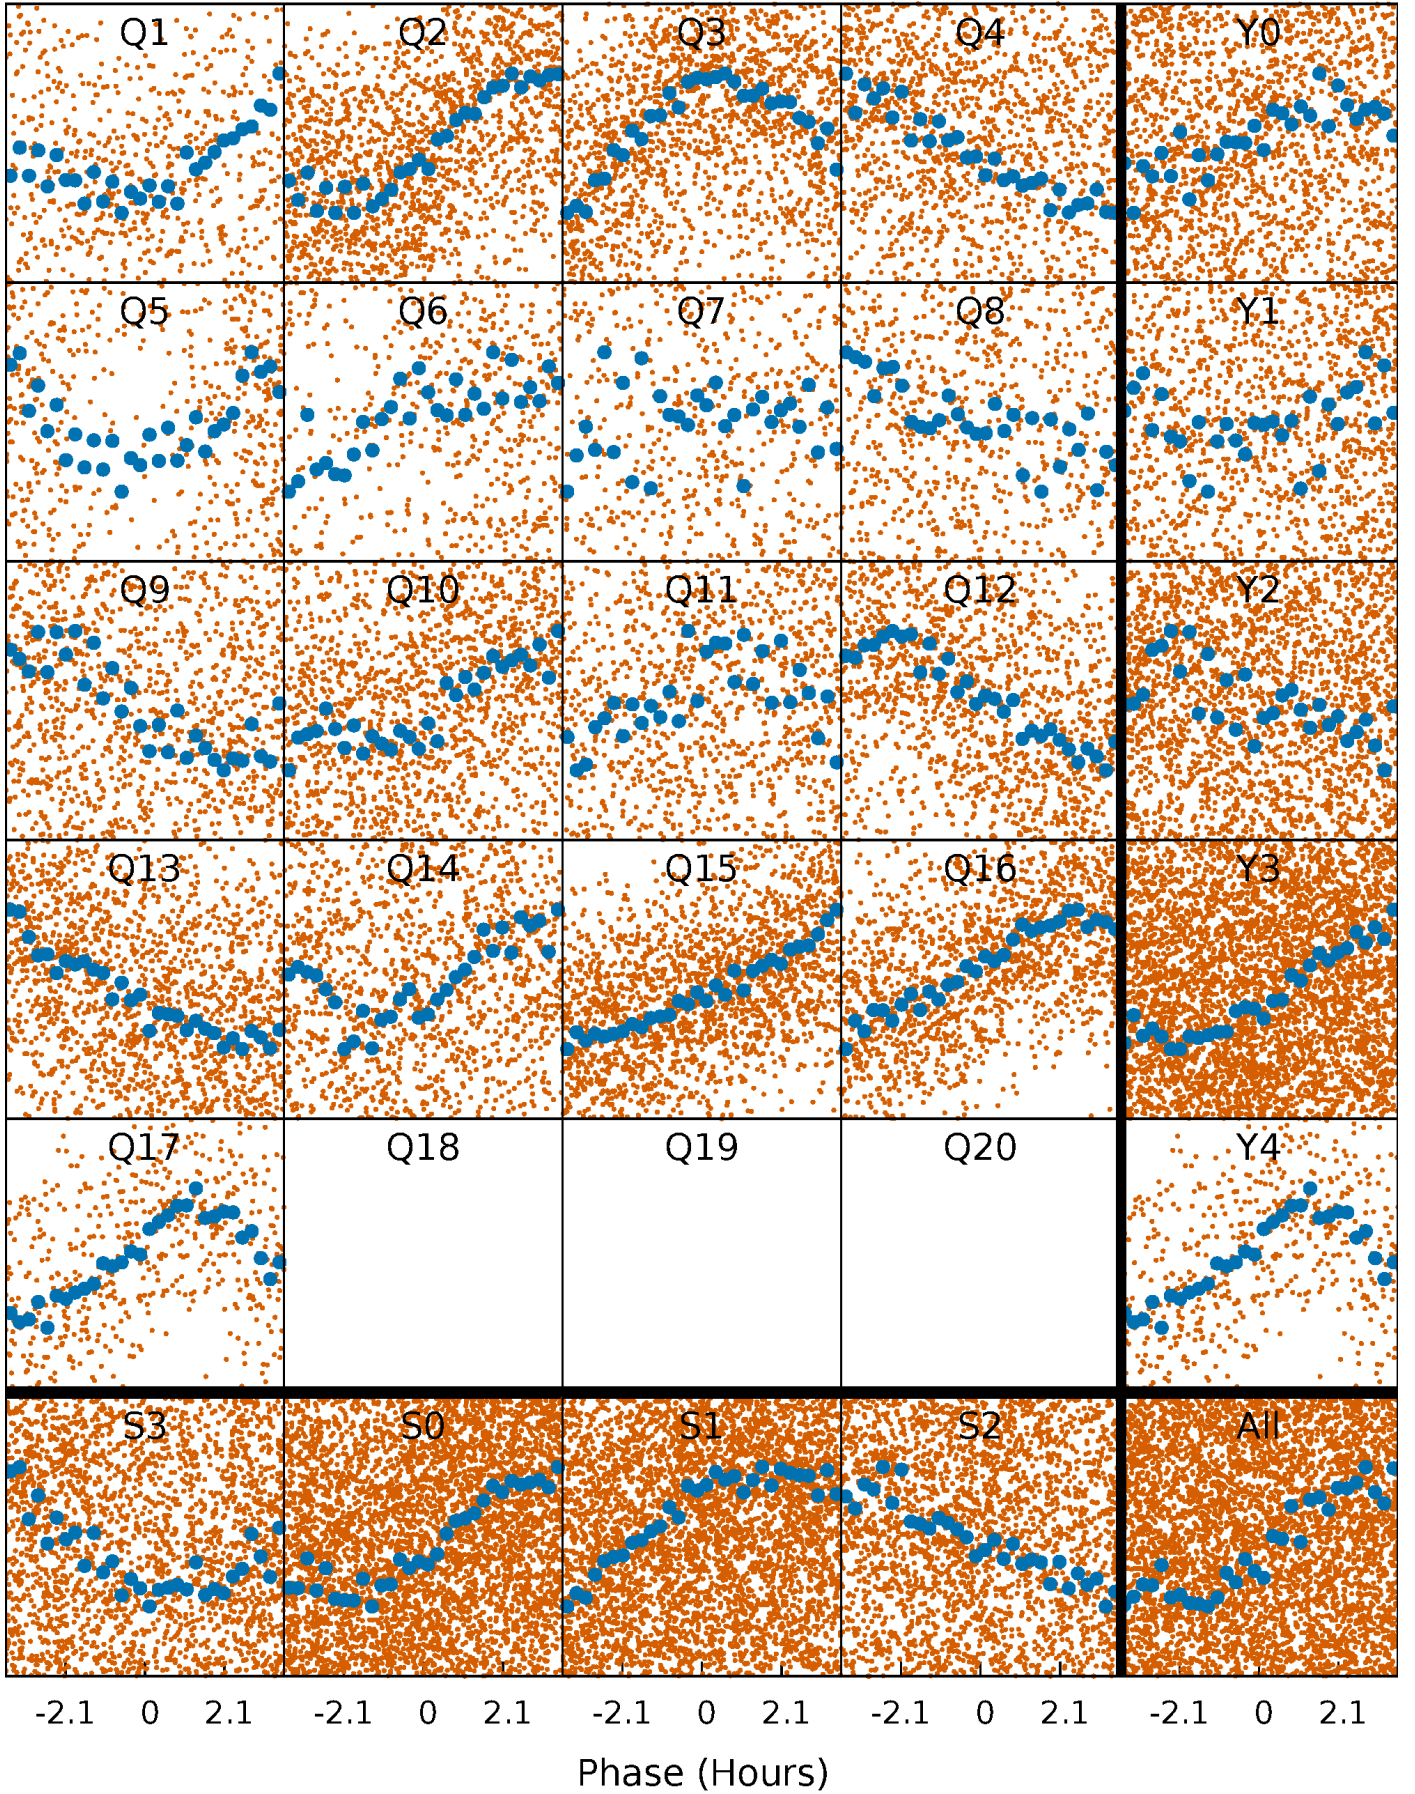 Q1 Q2 Q3 Q4 Y0
Q5 Q6 Q7 Q8 Y1
Q9 Q10 Q11 Q12 Y2
Q13 Q14 Q15 Q16 Y3
Q17 Q18 Q19 Q20 Y4
S3 S0 S1 S2 All
-2.1 0 2.1 -2.1 0 2.1 -2.1 0 2.1 -2.1 0 2.1 -2.1 0 2.1
Phase (Hours)